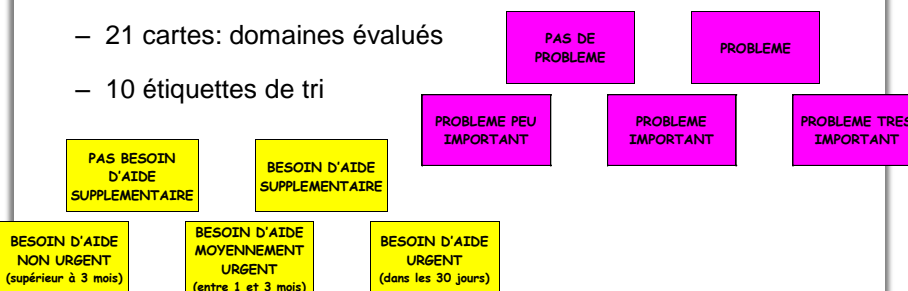 – 21 cartes: domaines évalués
– 10 étiquettes de tri
PAS DE
PROBLEME
PROBLEME
PROBLEME PEU
IMPORTANT
PROBLEME
IMPORTANT
PROBLEME TRES
IMPORTANT
PAS BESOIN
D'AIDE
SUPPLEMENTAIRE
BESOIN D'AIDE
SUPPLEMENTAIRE
BESOIN D'AIDE
NON URGENT
(supérieur à 3 mois)
BESOIN D'AIDE
MOYENNEMENT
URGENT
(entre 1 et 3 mois)
BESOIN D'AIDE
URGENT
(dans les 30 jours)